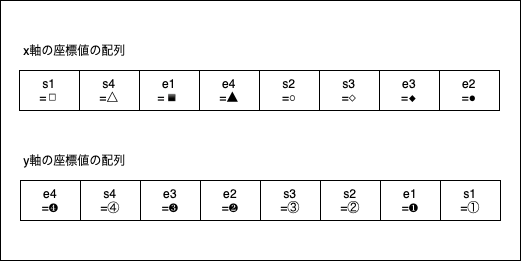 x軸の座標値の配列
s1 s4 e1 e4 s2 s3 e3 e2
=□ =△ =■ =▲ =○ =◇ =◆ =●
y軸の座標値の配列
e4 s4 e3 e2 s3 s2 e1 s1
=❹ =④ =❸ =❷ =③ =② =❶ =①